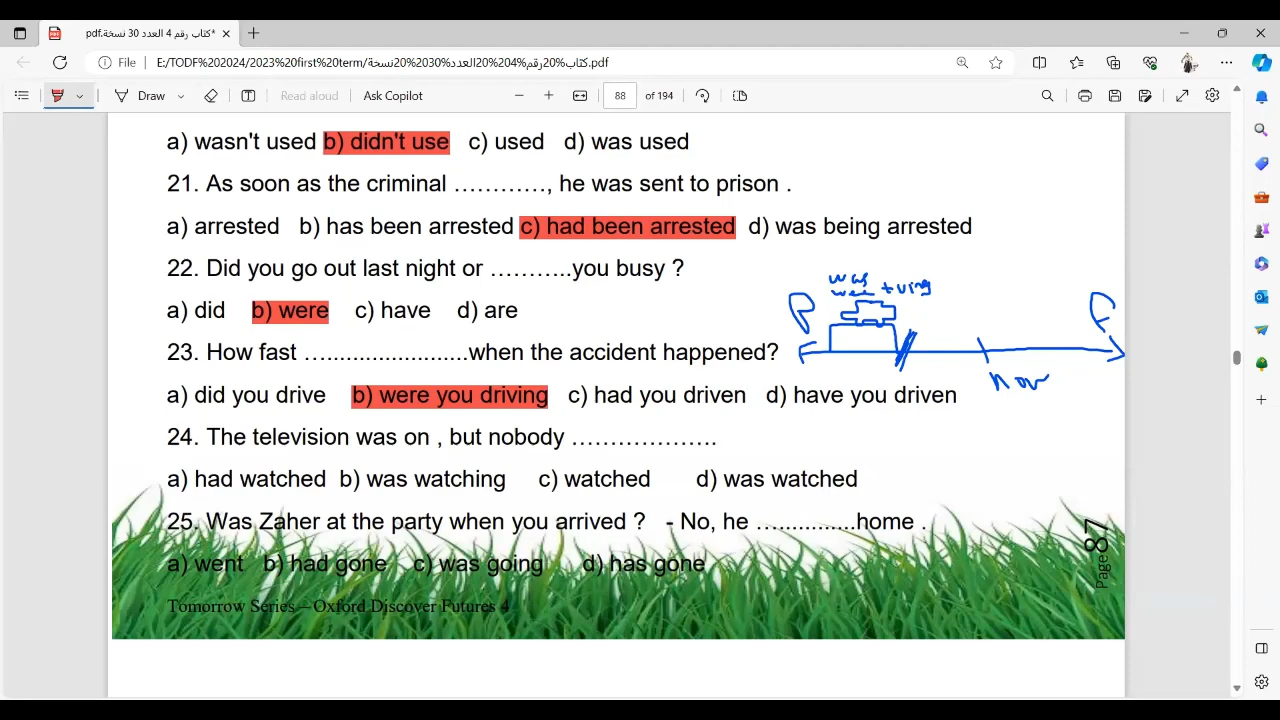 *كتاب رقم 4 العدد 30 نسخة.pdf
File E:/TODF%202024/2023%20first%20term/كتاب%20رقم%204%20العدد%2030%20نسخة.pdf
Draw Read aloud Ask Copilot 88 of 194
a) wasn't used b) didn't use c) used d) was used
21. As soon as the criminal …………, he was sent to prison .
a) arrested b) has been arrested c) had been arrested d) was being arrested
22. Did you go out last night or ………..you busy ?
a) did b) were c) have d) are
was
P + ving F
23. How fast ….......................when the accident happened?
now
a) did you drive b) were you driving c) had you driven d) have you driven
24. The television was on , but nobody ……………….
a) had watched b) was watching c) watched d) was watched
25. Was Zaher at the party when you arrived ? - No, he …............home .
a) went b) had gone c) was going d) has gone
Page87
Tomorrow Series – Oxford Discover Futures 4